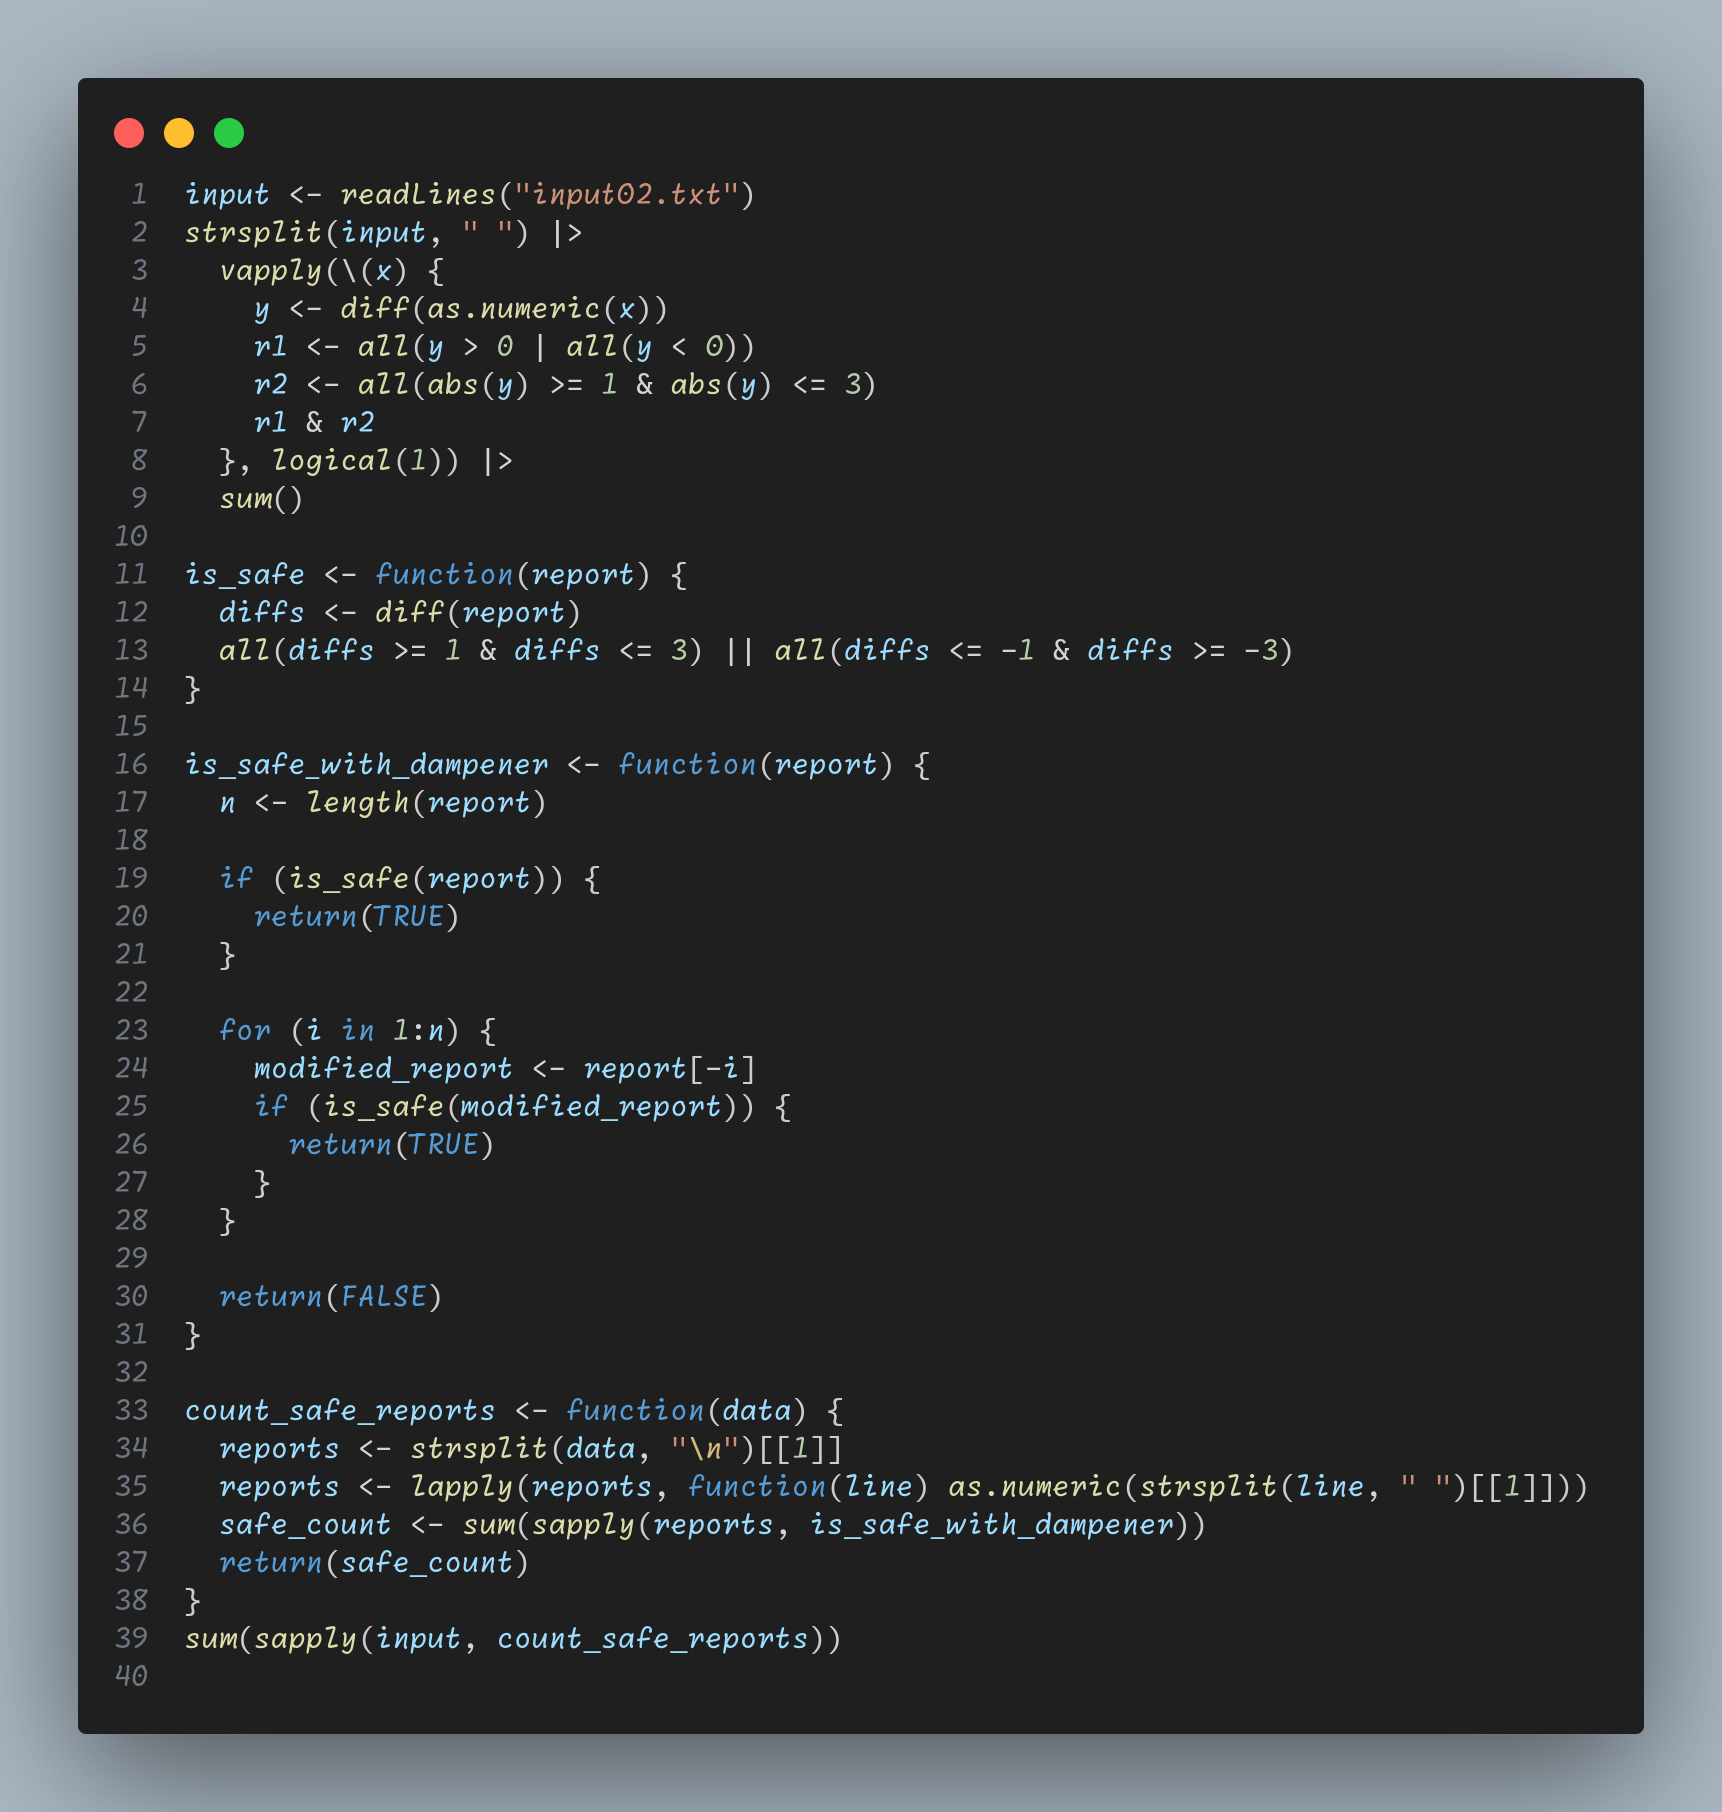 1 input <- readLines("input02.txt")
2 strsplit(input, " ") |>
3   vapply(\(x) {
4     y <- diff(as.numeric(x))
5     r1 <- all(y > 0 | all(y < 0))
6     r2 <- all(abs(y) >= 1 & abs(y) <= 3)
7     r1 & r2
8   }, logical(1)) |>
9   sum()
10
11 is_safe <- function(report) {
12   diffs <- diff(report)
13   all(diffs >= 1 & diffs <= 3) || all(diffs <= -1 & diffs >= -3)
14 }
15
16 is_safe_with_dampener <- function(report) {
17   n <- length(report)
18
19   if (is_safe(report)) {
20     return(TRUE)
21   }
22
23   for (i in 1:n) {
24     modified_report <- report[-i]
25     if (is_safe(modified_report)) {
26       return(TRUE)
27     }
28   }
29
30   return(FALSE)
31 }
32
33 count_safe_reports <- function(data) {
34   reports <- strsplit(data, "\n")[[1]]
35   reports <- lapply(reports, function(line) as.numeric(strsplit(line, " ")[[1]]))
36   safe_count <- sum(sapply(reports, is_safe_with_dampener))
37   return(safe_count)
38 }
39 sum(sapply(input, count_safe_reports))
40